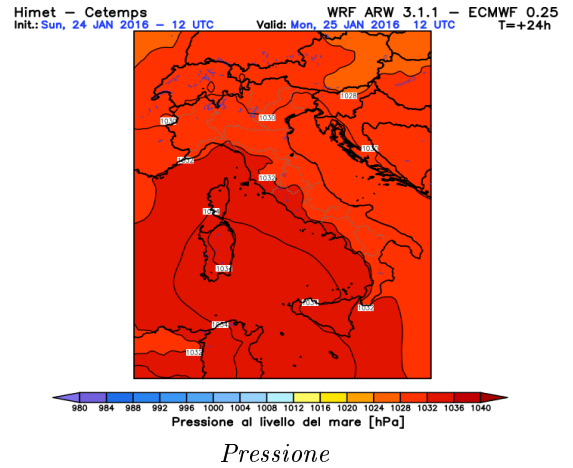 Himet – Cetemps WRF ARW 3.1.1 – ECMWF 0.25
Init.: Sun, 24 JAN 2016 – 12 UTC Valid: Mon, 25 JAN 2016 12 UTC T=+24h
1028
1030
1032
1032
1032
980 984 988 992 996 1000 1004 1008 1012 1016 1020 1024 1028 1032 1036 1040
Pressione al livello del mare [hPa]
Pressione